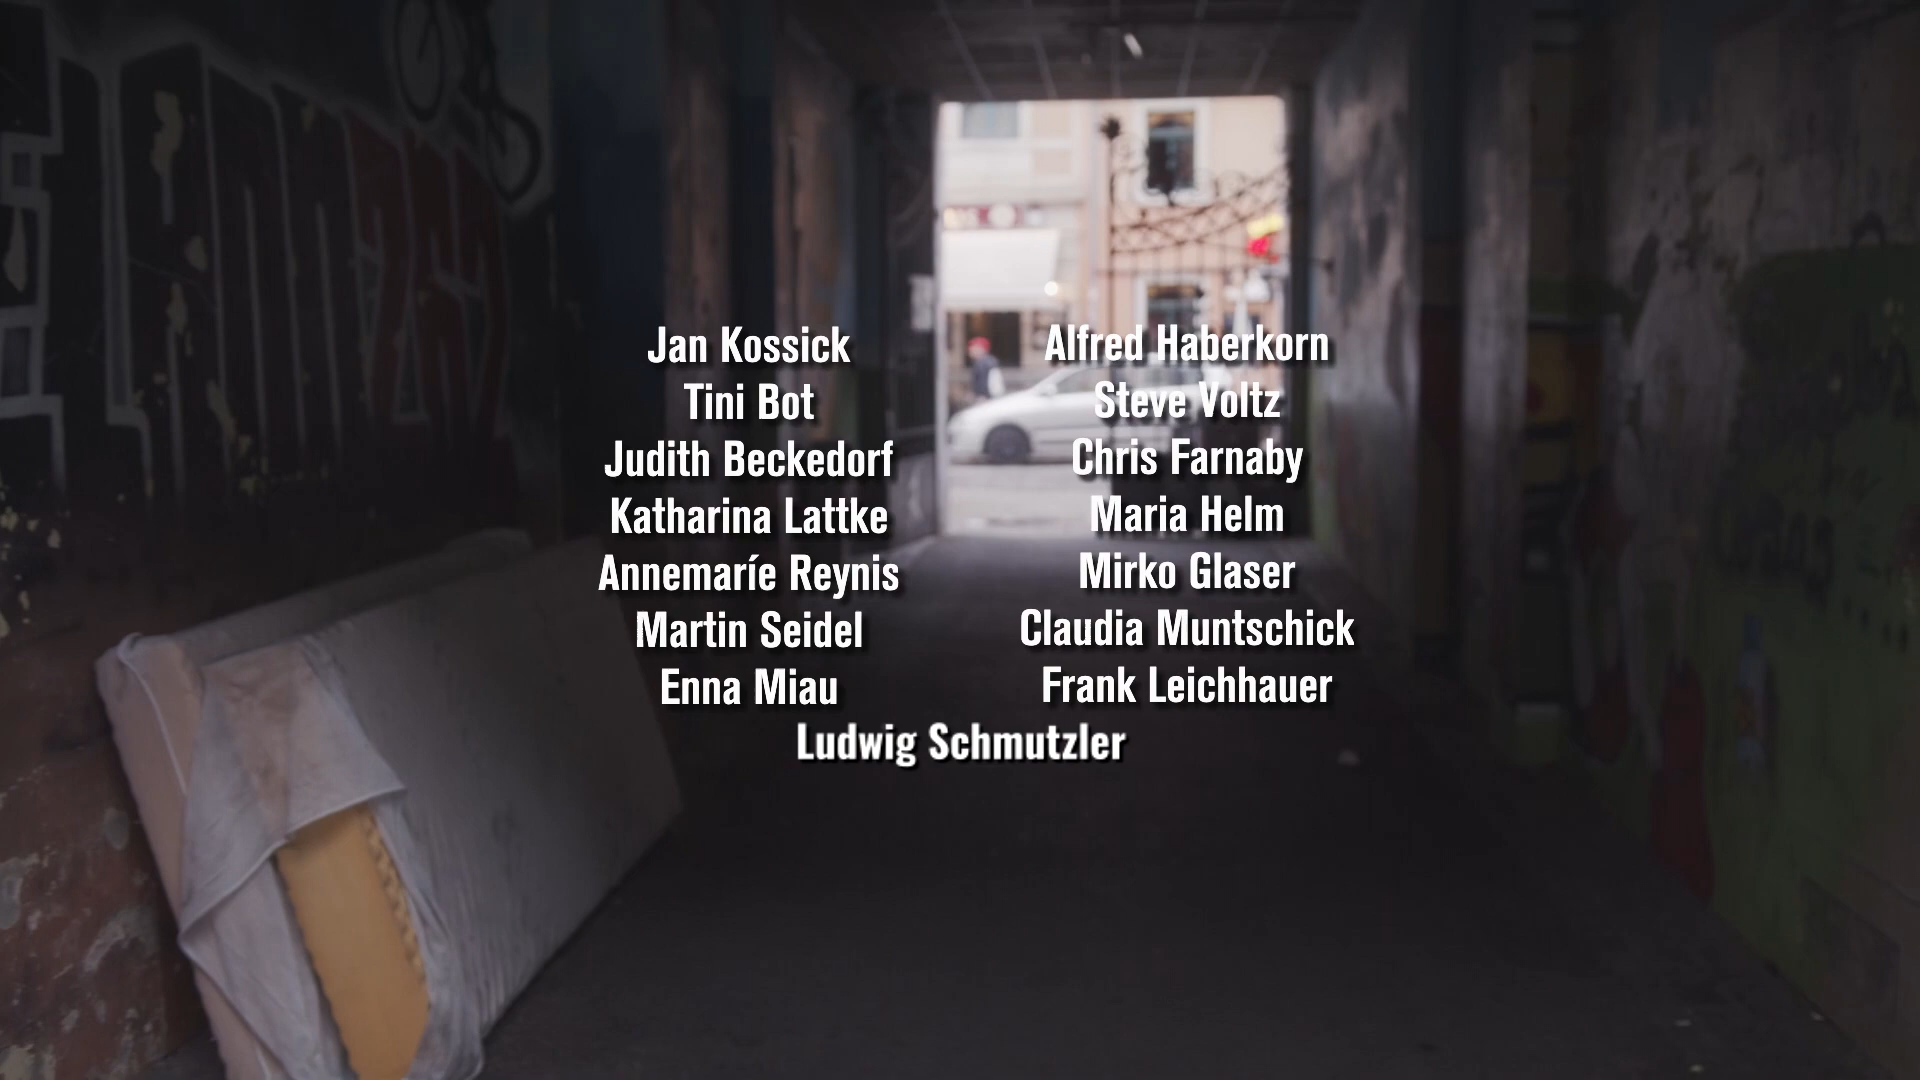 Jan Kossick
Tini Bot
Judith Beckedorf
Katharina Lattke
Annemaríe Reynis
Martin Seidel
Enna Miau
Alfred Haberkorn
Steve Voltz
Chris Farnaby
Maria Helm
Mirko Glaser
Claudia Muntschick
Frank Leichhauer
Ludwig Schmutzler